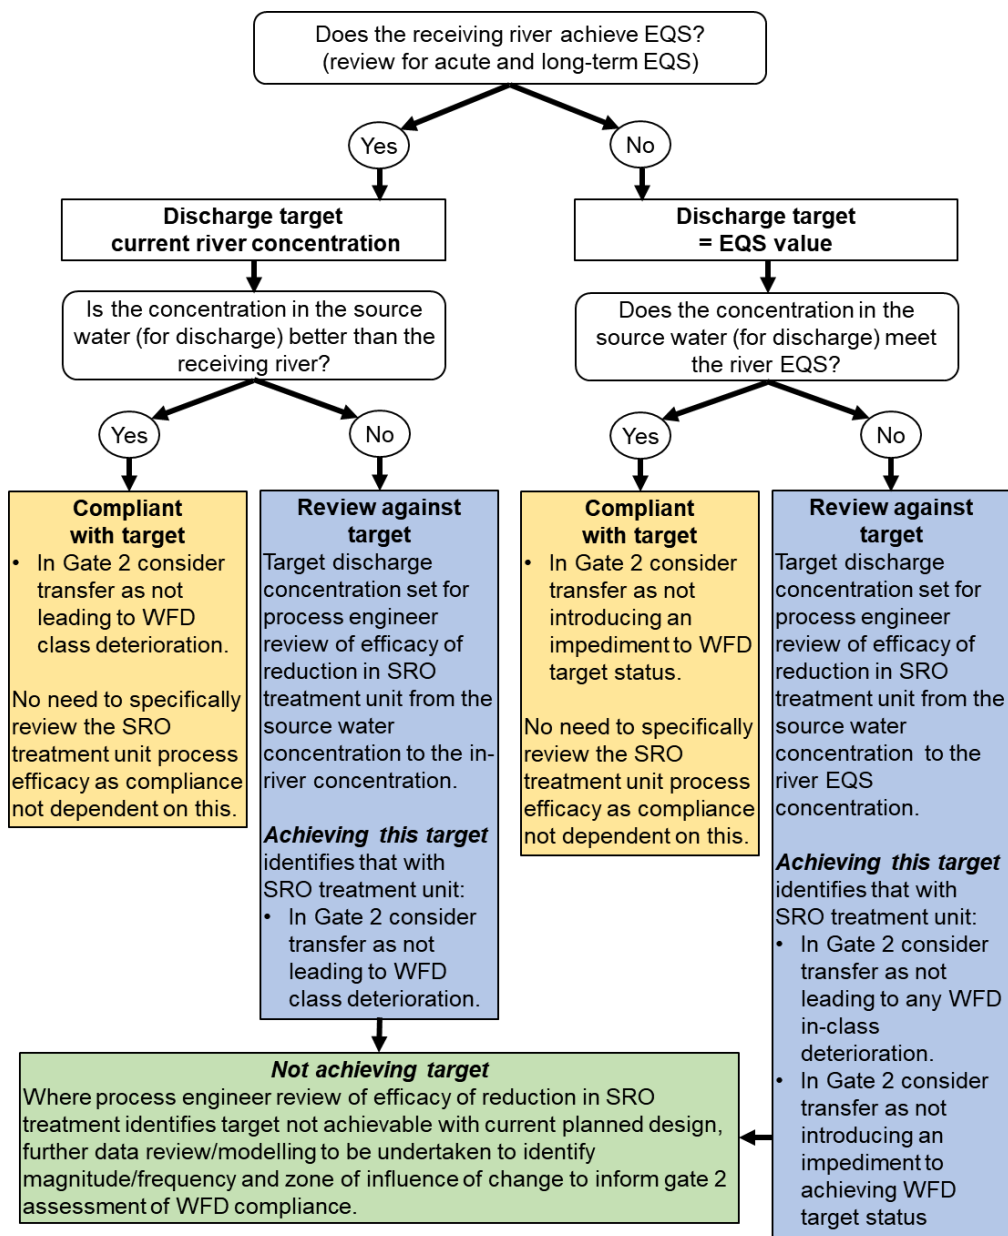 Does the receiving river achieve EQS?
(review for acute and long-term EQS)
Yes
No
Discharge target
current river concentration
Discharge target
= EQS value
Is the concentration in the source
water (for discharge) better than the
receiving river?
Does the concentration in the
source water (for discharge) meet
the river EQS?
Yes
No
Yes
No
Compliant
with target
• In Gate 2 consider
transfer as not
leading to WFD
class deterioration.
No need to specifically
review the SRO
treatment unit process
efficacy as compliance
not dependent on this.
Review against
target
Target discharge
concentration set for
process engineer
review of efficacy of
reduction in SRO
treatment unit from the
source water
concentration to the in-
river concentration.
Achieving this target
identifies that with
SRO treatment unit:
• In Gate 2 consider
transfer as not
leading to WFD
class deterioration.
Compliant
with target
• In Gate 2 consider
transfer as not
introducing an
impediment to WFD
target status.
No need to specifically
review the SRO
treatment unit process
efficacy as compliance
not dependent on this.
Review against
target
Target discharge
concentration set for
process engineer
review of efficacy of
reduction in SRO
treatment unit from the
source water
concentration to the
river EQS
concentration.
Achieving this target
identifies that with
SRO treatment unit:
• In Gate 2 consider
transfer as not
leading to any WFD
in-class
deterioration.
• In Gate 2 consider
transfer as not
introducing an
impediment to
achieving WFD
target status
Not achieving target
Where process engineer review of efficacy of reduction in SRO
treatment identifies target not achievable with current planned design,
further data review/modelling to be undertaken to identify
magnitude/frequency and zone of influence of change to inform gate 2
assessment of WFD compliance.